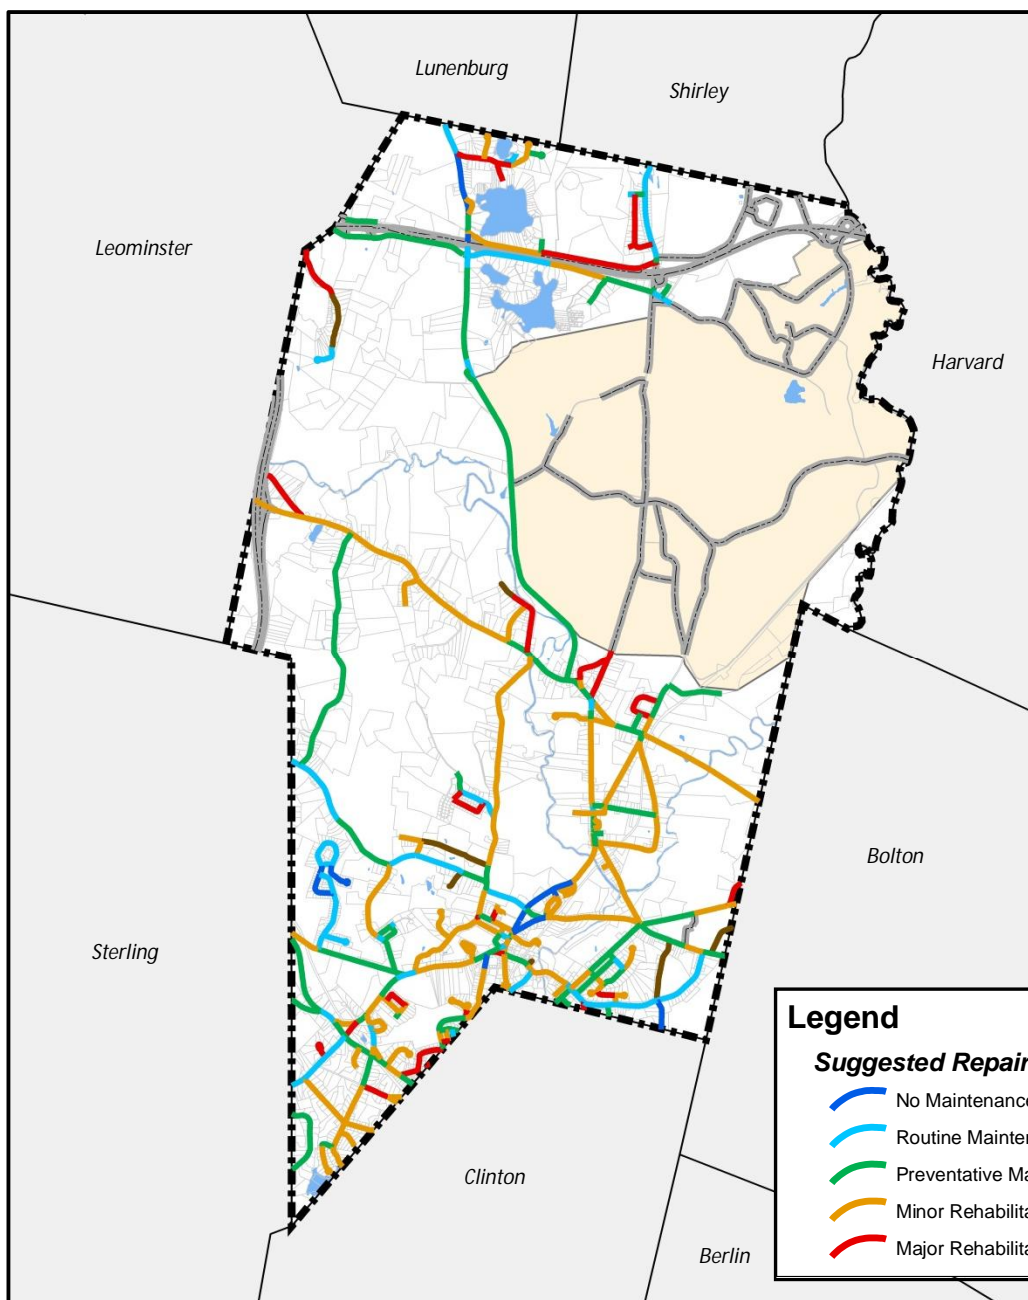 Lunenburg
Shirley
Leominster
Harvard
Bolton
Sterling
Clinton
Berlin
Legend
Suggested Repair
No Maintenance
Routine Mainten
Preventative Ma
Minor Rehabilita
Major Rehabilita